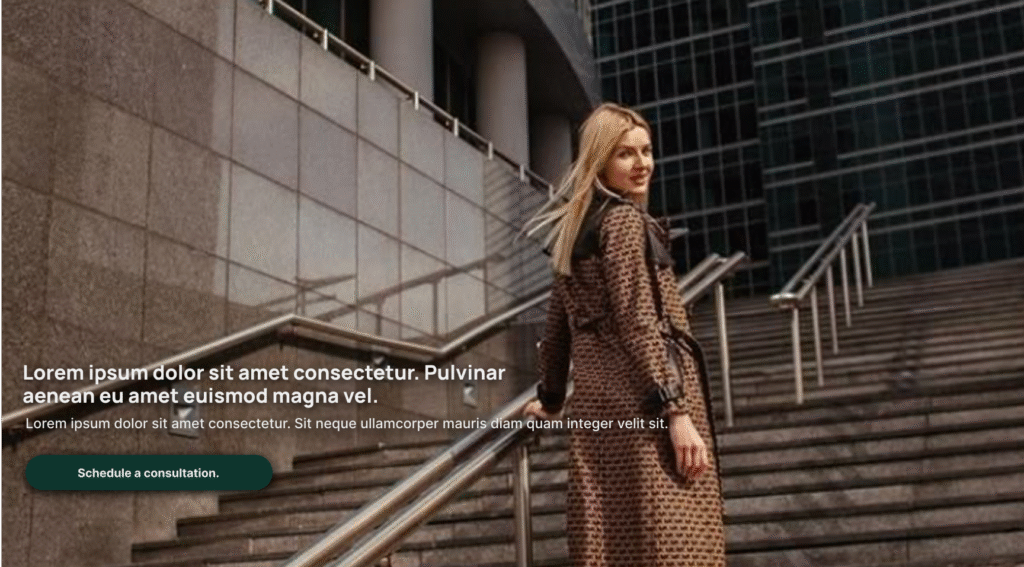 Lorem ipsum dolor sit amet consectetur. Pulvinar
aenean eu amet euismod magna vel.
Lorem ipsum dolor sit amet consectetur. Sit neque ullamcorper mauris diam quam integer velit sit.
Schedule a consultation.